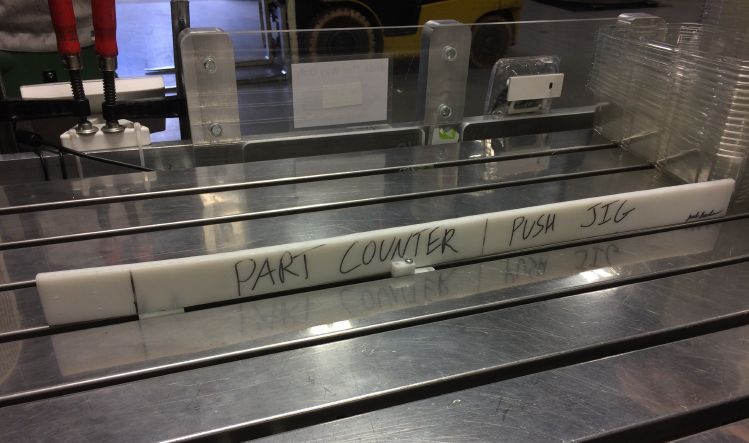 PART COUNTER | PUSH JIG